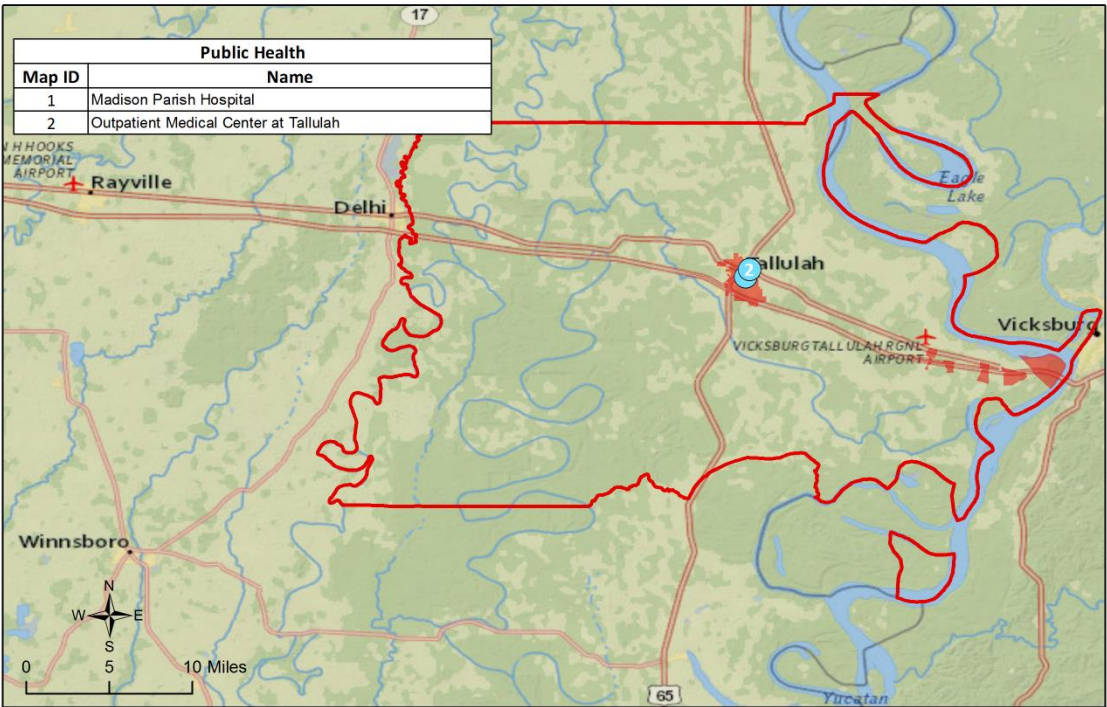 17
Public Health
Map ID Name
1 Madison Parish Hospital
2 Outpatient Medical Center at Tallulah
N H HOOKS
MEMORIAL
AIRPORT
Rayville
Delhi
Eagle
Lake
2
Tallulah
Vicksburg
VICKSBURG TALLULAH RGNL
AIRPORT
Winnsboro
N
W E
S
0 5 10 Miles
65
Yucatan